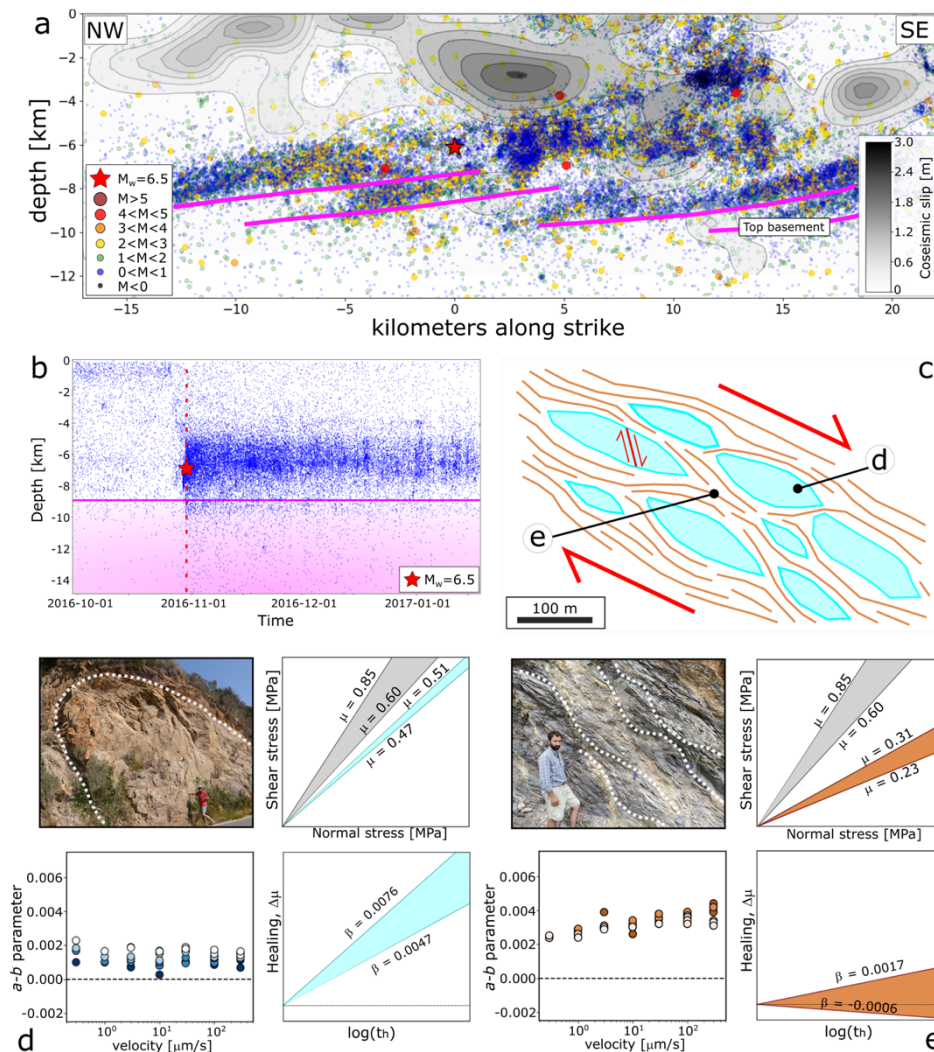 a
NW
SE
0
−2
−4
−6
−8
−10
−12
depth [km]
Mw=6.5
M>5
4<M<5
3<M<4
2<M<3
1<M<2
0<M<1
M<0
3.0
2.4
1.8
1.2
0.6
0
Coseismic slip [m]
Top basement
−15
−10
−5
0
5
10
15
20
kilometers along strike
b
0
-2
-4
-6
-8
-10
-12
-14
Depth [km]
Mw=6.5
2016-10-01
2016-11-01
2016-12-01
2017-01-01
Time
c
d
e
100 m
Shear stress [MPa]
μ = 0.85
μ = 0.60
μ = 0.51
μ = 0.47
Normal stress [MPa]
Shear stress [MPa]
μ = 0.85
μ = 0.60
μ = 0.31
μ = 0.23
Normal stress [MPa]
0.006
0.004
0.002
0.000
-0.002
a-b parameter
10⁰
10¹
10²
velocity [μm/s]
d
Healing, Δμ
β = 0.0076
β = 0.0047
log(th)
0.006
0.004
0.002
0.000
-0.002
a-b parameter
10⁰
10¹
10²
velocity [μm/s]
Healing, Δμ
β = 0.0017
β = -0.0006
log(th)
e